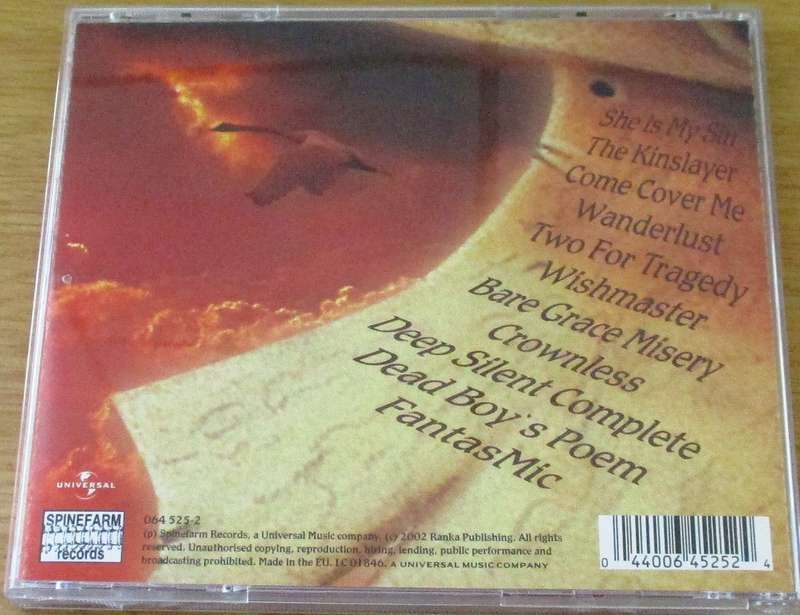 She Is My Sin
The Kinslayer
Come Cover Me
Wanderlust
Two For Tragedy
Wishmaster
Bare Grace Misery
Crownless
Deep Silent Complete
Dead Boy's Poem
FantasMic
UNIVERSAL
SPINEFARM
records
064 525-2
(p) Spinefarm Records, a Universal Music company. (c) 2002 Ranka Publishing. All rights
reserved. Unauthorised copying, reproduction, hiring, lending, public performance and
broadcasting prohibited. Made in the EU. LC 01846. A UNIVERSAL MUSIC COMPANY
0 44006 45252 4